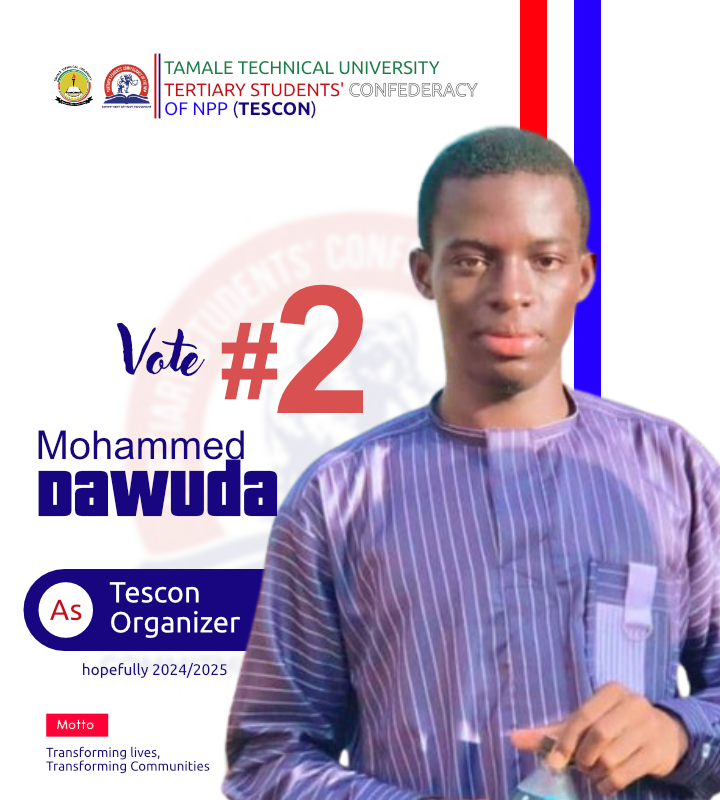 TAMALE TECHNICAL UNIVERSITY
TERTIARY STUDENTS' CONFEDERACY
OF NPP (TESCON)
Vote #2
Mohammed
Dawuda
As
Tescon
Organizer
hopefully 2024/2025
Motto
Transforming lives,
Transforming Communities